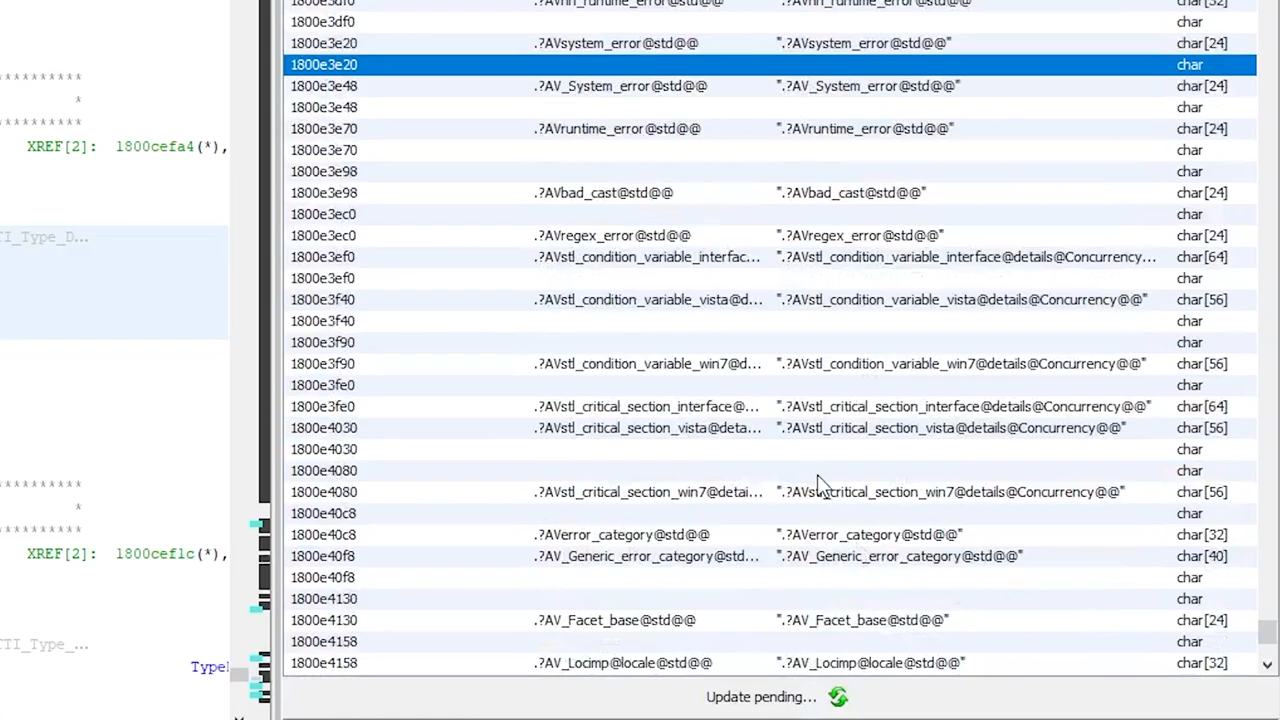 1800e3df0 char
1800e3e20 .?AVsystem_error@std@@ ".?AVsystem_error@std@@" char[24]
1800e3e20 char
1800e3e48 .?AV_System_error@std@@ ".?AV_System_error@std@@" char[24]
1800e3e48 char
1800e3e70 .?AVruntime_error@std@@ ".?AVruntime_error@std@@" char[24]
1800e3e70 char
1800e3e98 char
1800e3e98 .?AVbad_cast@std@@ ".?AVbad_cast@std@@" char[24]
1800e3ec0 char
1800e3ec0 .?AVregex_error@std@@ ".?AVregex_error@std@@" char[24]
1800e3ef0 .?AVstl_condition_variable_interfac... ".?AVstl_condition_variable_interface@details@Concurrency... char[64]
1800e3ef0 char
1800e3f40 .?AVstl_condition_variable_vista@d... ".?AVstl_condition_variable_vista@details@Concurrency@@" char[56]
1800e3f40 char
1800e3f90 char
1800e3f90 .?AVstl_condition_variable_win7@d... ".?AVstl_condition_variable_win7@details@Concurrency@@" char[56]
1800e3fe0 char
1800e3fe0 .?AVstl_critical_section_interface@... ".?AVstl_critical_section_interface@details@Concurrency@@" char[64]
1800e4030 .?AVstl_critical_section_vista@deta... ".?AVstl_critical_section_vista@details@Concurrency@@" char[56]
1800e4030 char
1800e4080 char
1800e4080 .?AVstl_critical_section_win7@detai... ".?AVstl_critical_section_win7@details@Concurrency@@" char[56]
1800e40c8 char
1800e40c8 .?AVerror_category@std@@ ".?AVerror_category@std@@" char[32]
1800e40f8 .?AV_Generic_error_category@std... ".?AV_Generic_error_category@std@@" char[40]
1800e40f8 char
1800e4130 char
1800e4130 .?AV_Facet_base@std@@ ".?AV_Facet_base@std@@" char[24]
1800e4158 char
1800e4158 .?AV_Locimp@locale@std@@ ".?AV_Locimp@locale@std@@" char[32]
Update pending...
*********
*
*********
XREF[2]: 1800cefa4(*),
TI_Type_D...
*********
*
*********
XREF[2]: 1800cef1c(*),
TI_Type_...